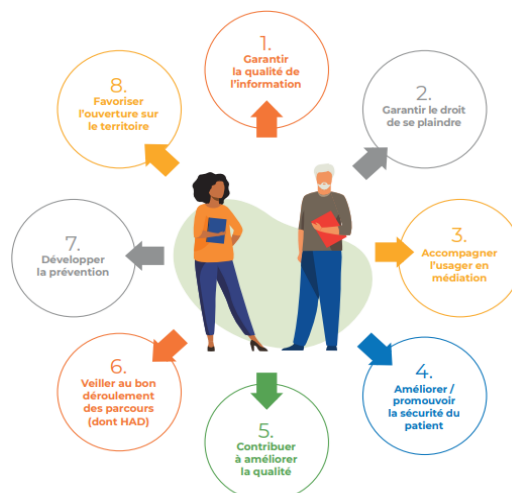 1.
Garantir
la qualité de
l'information
2.
Garantir le droit
de se plaindre
3.
Accompagner
l'usager en
médiation
4.
Améliorer /
promouvoir
la sécurité du
patient
5.
Contribuer
à améliorer
la qualité
6.
Veiller au bon
déroulement
des parcours
(dont HAD)
7.
Développer
la prévention
8.
Favoriser
l'ouverture sur
le territoire